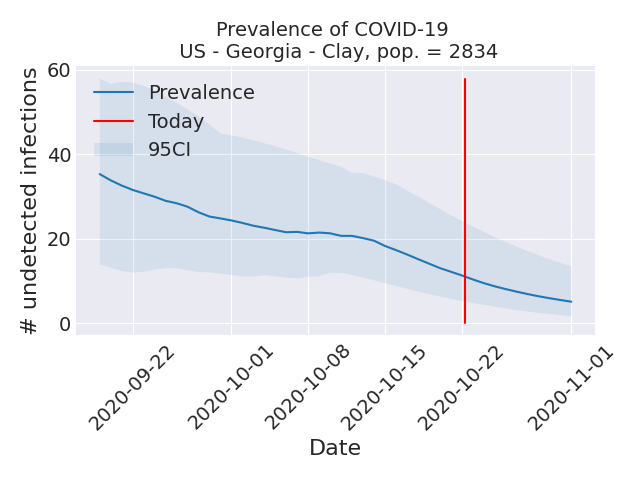 Prevalence of COVID-19
US - Georgia - Clay, pop. = 2834
# undetected infections
60
40
20
0
Prevalence
Today
95CI
2020-09-22
2020-10-01
2020-10-08
2020-10-15
2020-10-22
2020-11-01
Date